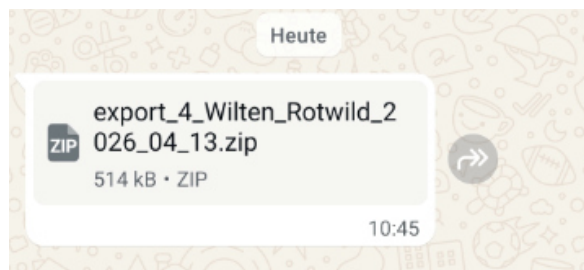 Heute
export_4_Wilten_Rotwild_2
026_04_13.zip
ZIP
514 kB • ZIP
10:45